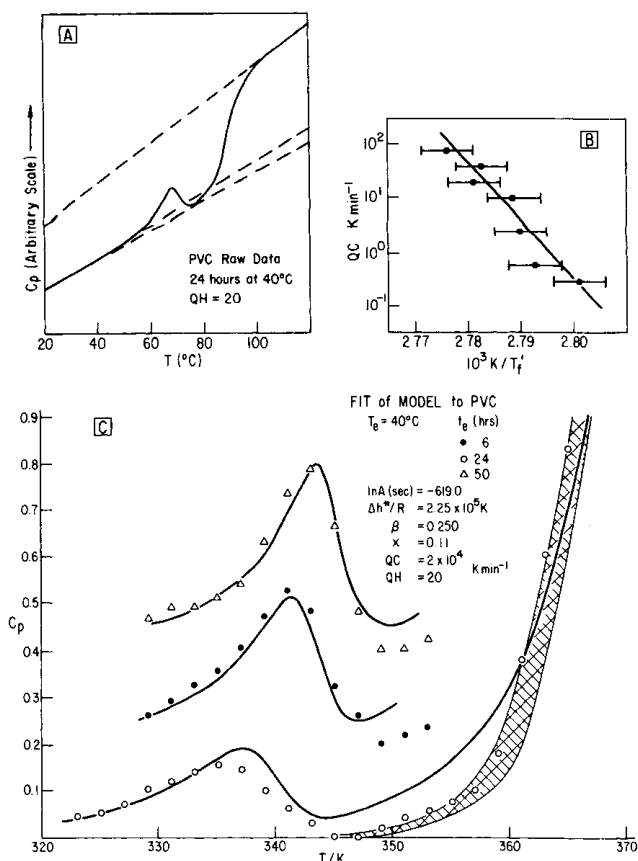 A
Cp (Arbitrary Scale)
PVC Raw Data
24 hours at 40°C
QH = 20
20 40 60 80 100
T (°C)
B
QC K min⁻¹
10²
10¹
10⁰
10⁻¹
2.77 2.78 2.79 2.80
10³ K/Tf'
C
FIT of MODEL to PVC
Te = 40°C te (hrs)
● 6
○ 24
△ 50
lnA (sec) = -619.0
Δh*/R = 2.25 x 10⁵K
β = 0.250
x = 0.11
QC = 2 x 10⁴
QH = 20
K min⁻¹
Cp
0.9
0.8
0.7
0.6
0.5
0.4
0.3
0.2
0.1
320 330 340 350 360 370
T/K